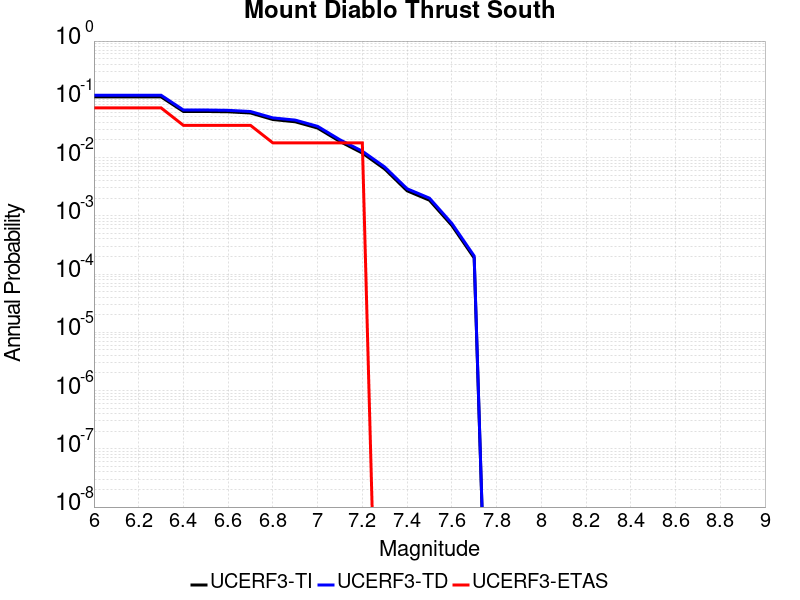 Mount Diablo Thrust South
10^0
10^-1
10^-2
10^-3
10^-4
10^-5
10^-6
10^-7
10^-8
Annual Probability
6 6.2 6.4 6.6 6.8 7 7.2 7.4 7.6 7.8 8 8.2 8.4 8.6 8.8 9
Magnitude
UCERF3-TI UCERF3-TD UCERF3-ETAS